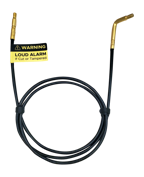 WARNING
LOUD ALARM
If Cut or Tampered